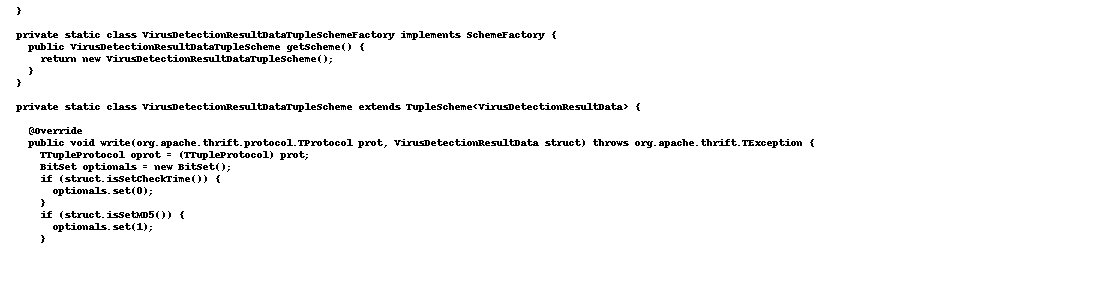 }
private static class VirusDetectionResultDataTupleSchemeFactory implements SchemeFactory {
public VirusDetectionResultDataTupleScheme getScheme() {
return new VirusDetectionResultDataTupleScheme();
}
}
private static class VirusDetectionResultDataTupleScheme extends TupleScheme<VirusDetectionResultData> {
@Override
public void write(org.apache.thrift.protocol.TProtocol prot, VirusDetectionResultData struct) throws org.apache.thrift.TException {
TTupleProtocol oprot = (TTupleProtocol) prot;
BitSet optionals = new BitSet();
if (struct.isSetCheckTime()) {
optionals.set(0);
}
if (struct.isSetMD5()) {
optionals.set(1);
}